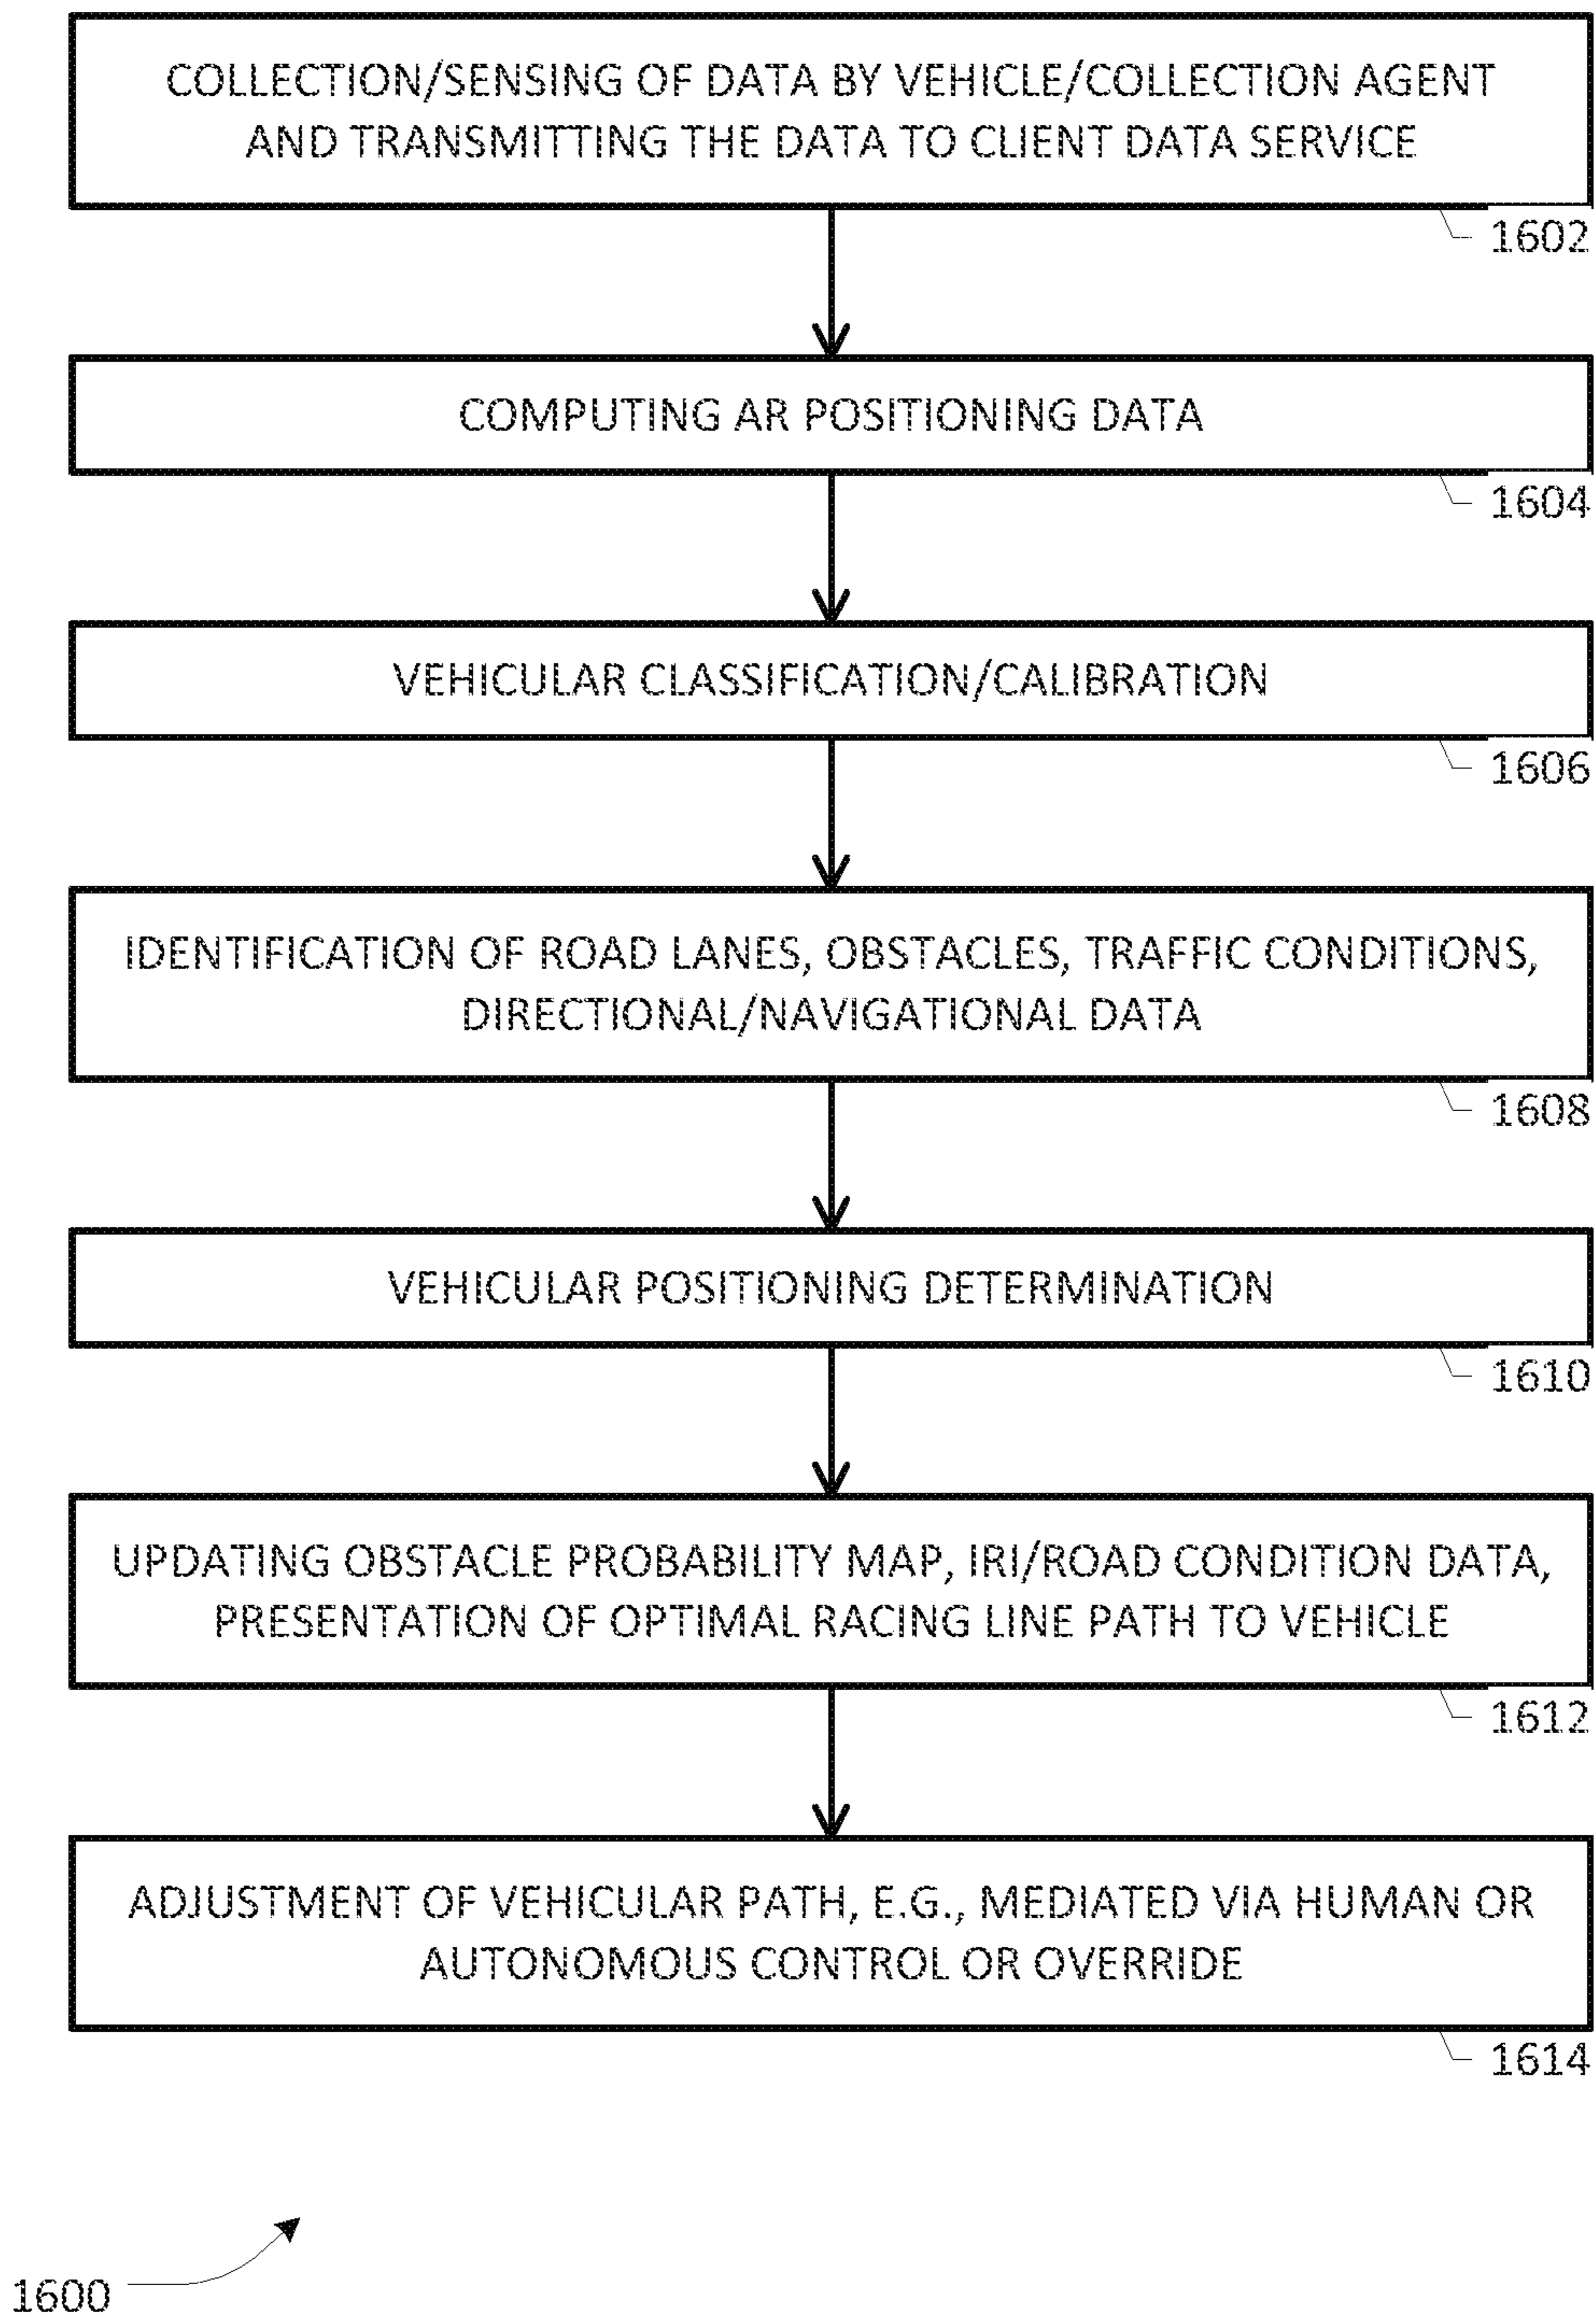 COLLECTION/SENSING OF DATA BY VEHICLE/COLLECTION AGENT
AND TRANSMITTING THE DATA TO CLIENT DATA SERVICE
1602
COMPUTING AR POSITIONING DATA
1604
VEHICULAR CLASSIFICATION/CALIBRATION
1606
IDENTIFICATION OF ROAD LANES, OBSTACLES, TRAFFIC CONDITIONS,
DIRECTIONAL/NAVIGATIONAL DATA
1608
VEHICULAR POSITIONING DETERMINATION
1610
UPDATING OBSTACLE PROBABILITY MAP, IRI/ROAD CONDITION DATA,
PRESENTATION OF OPTIMAL RACING LINE PATH TO VEHICLE
1612
ADJUSTMENT OF VEHICULAR PATH, E.G., MEDIATED VIA HUMAN OR
AUTONOMOUS CONTROL OR OVERRIDE
1614
1600